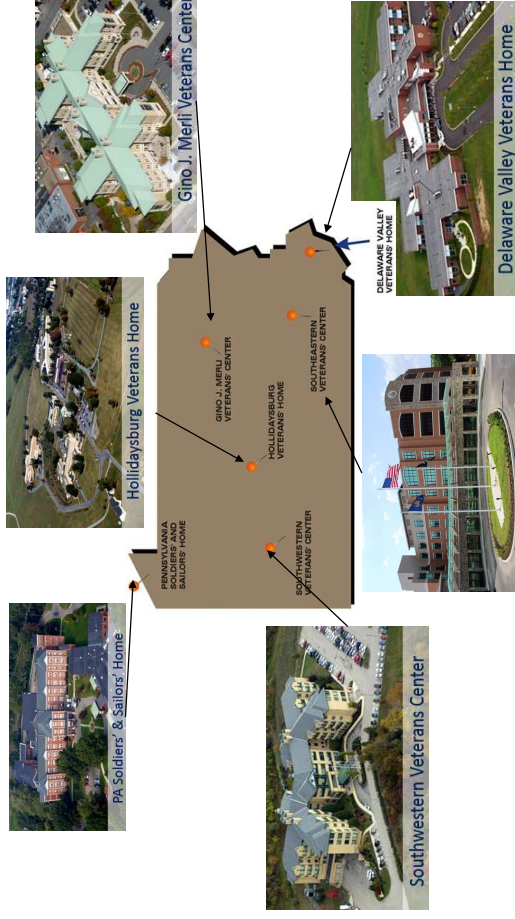 PA Soldiers' & Sailors' Home
Hollidaysburg Veterans Home
Gino J. Merli Veterans Center
PENNSYLVANIA
SOLDIERS' AND
SAILORS' HOME
GINO J. MERLI
VETERANS' CENTER
HOLLIDAYSBURG
VETERANS' HOME
SOUTHWESTERN
VETERANS' CENTER
SOUTHEASTERN
VETERANS' CENTER
DELAWARE VALLEY
VETERANS' HOME
Southwestern Veterans Center
Delaware Valley Veterans Home